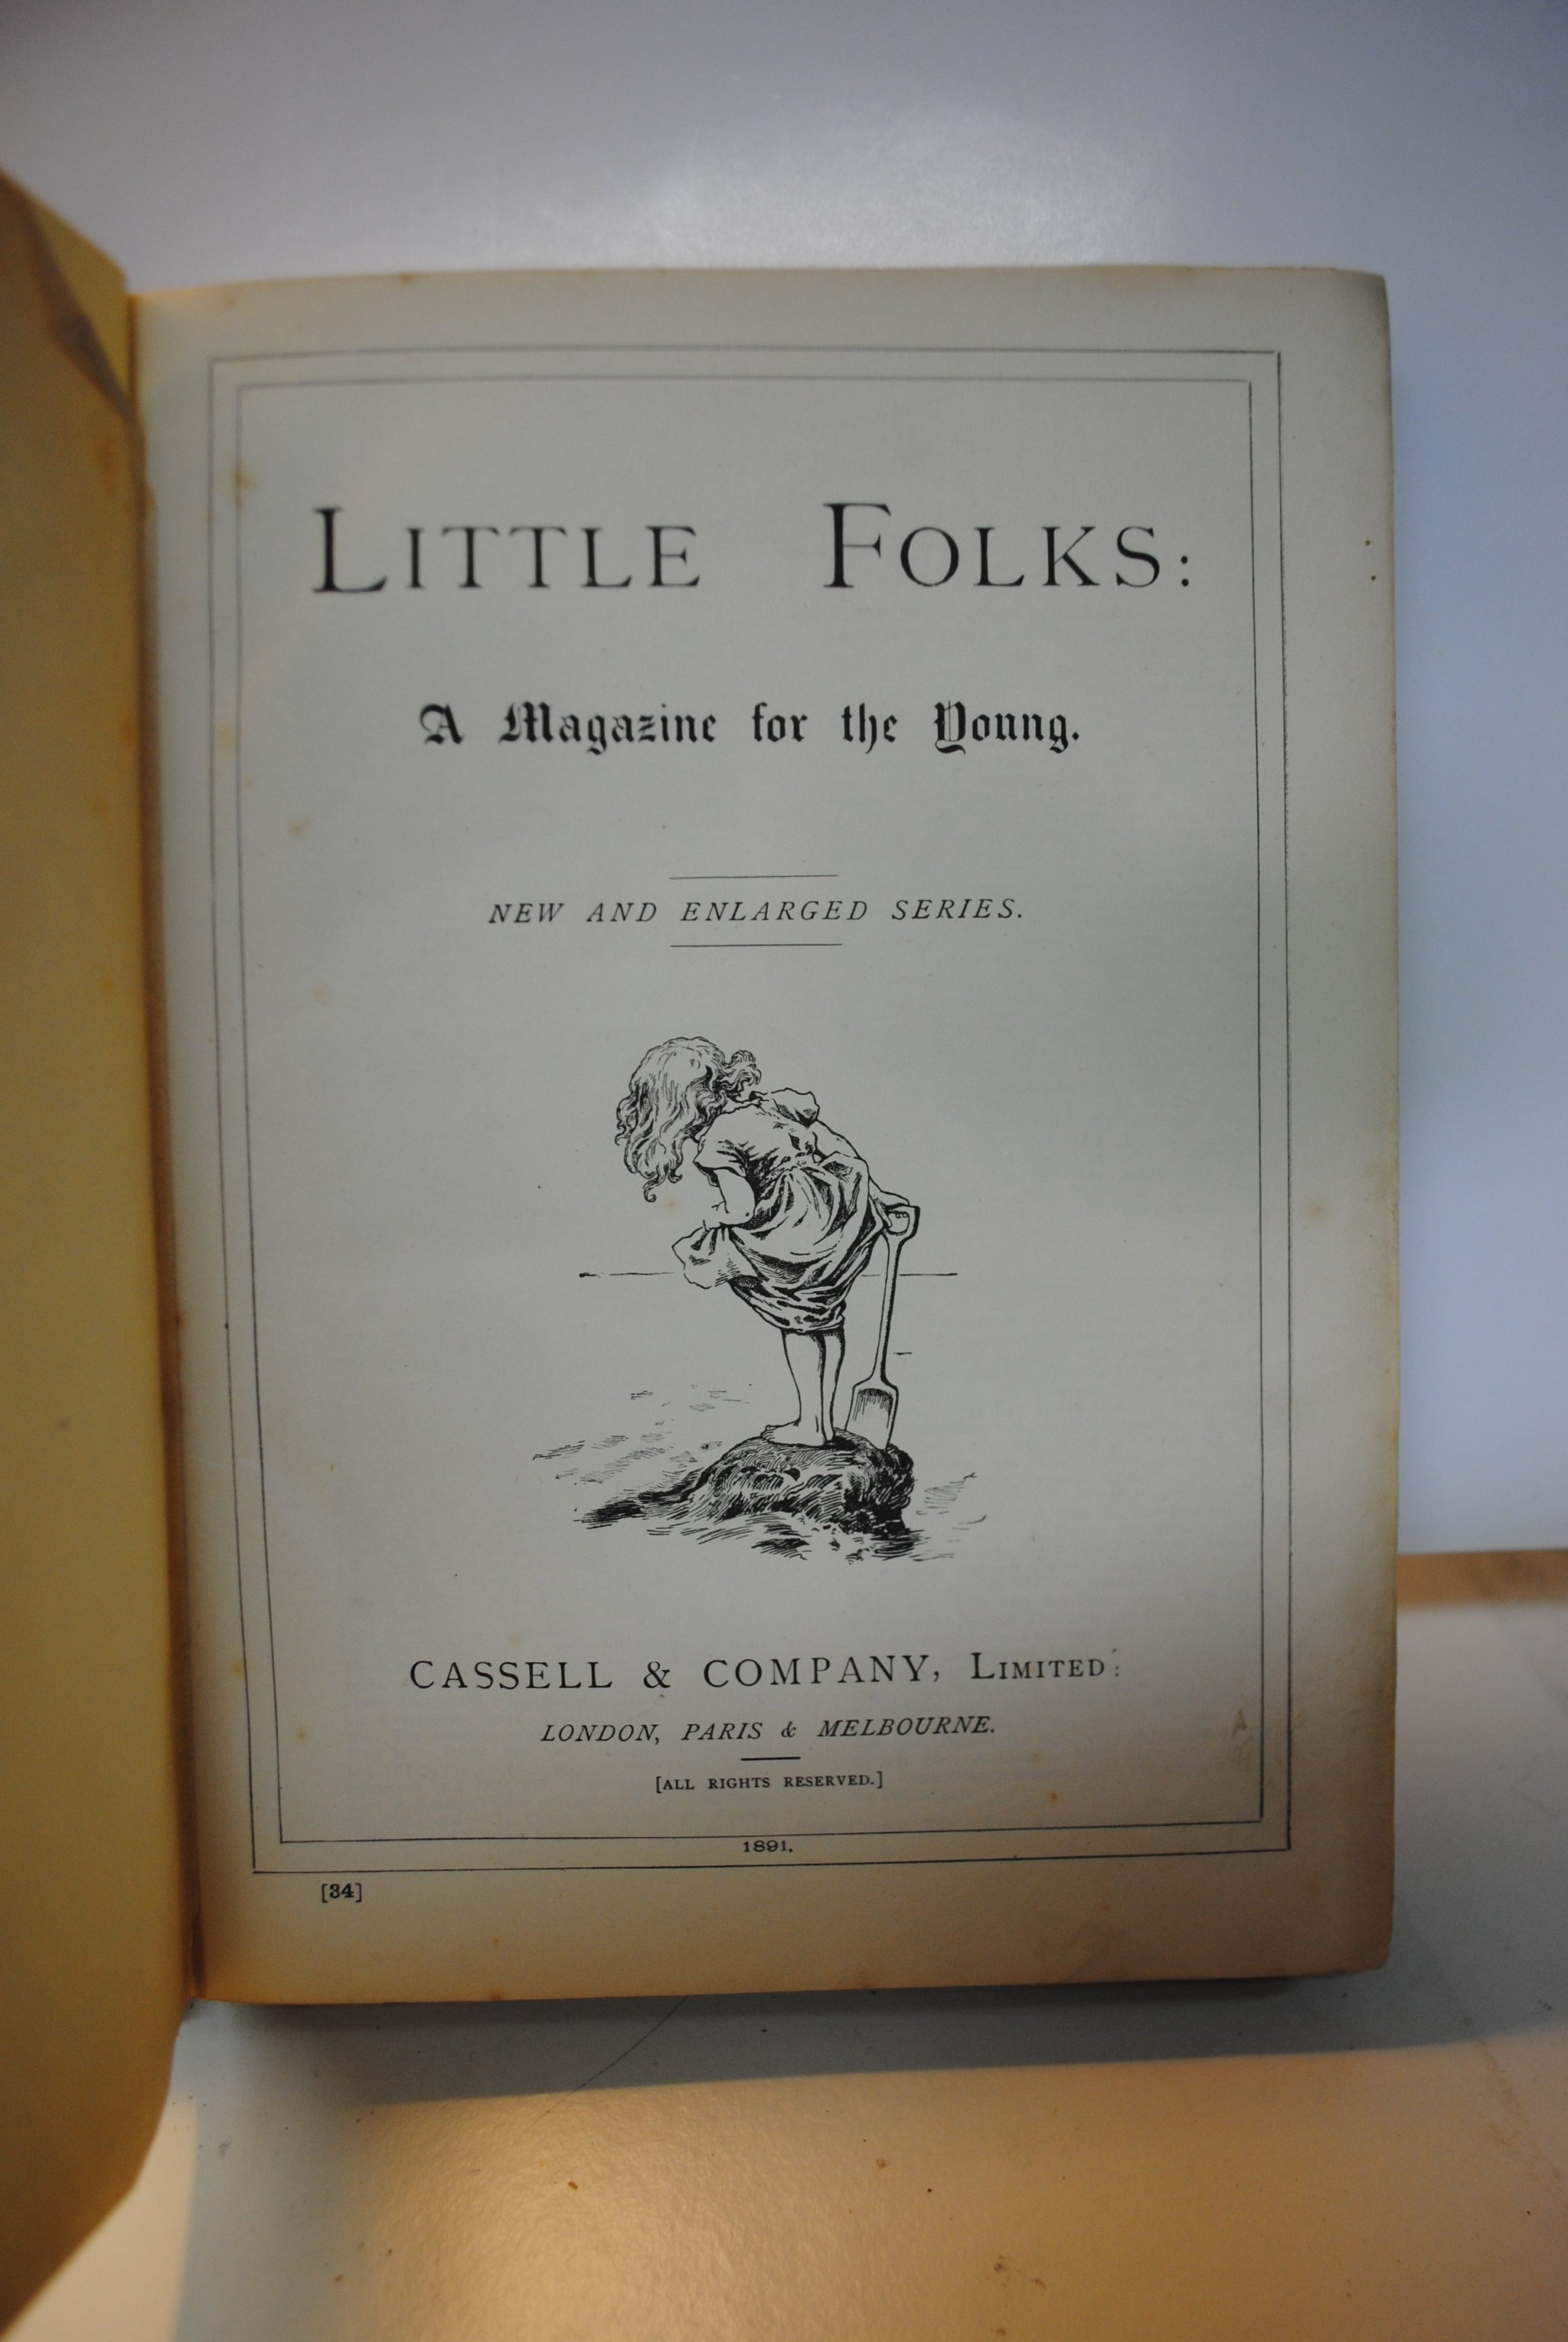 LITTLE FOLKS:
A Magazine for the Young.
NEW AND ENLARGED SERIES.
CASSELL & COMPANY, LIMITED:
LONDON, PARIS & MELBOURNE.
[ALL RIGHTS RESERVED.]
1891.
[34]